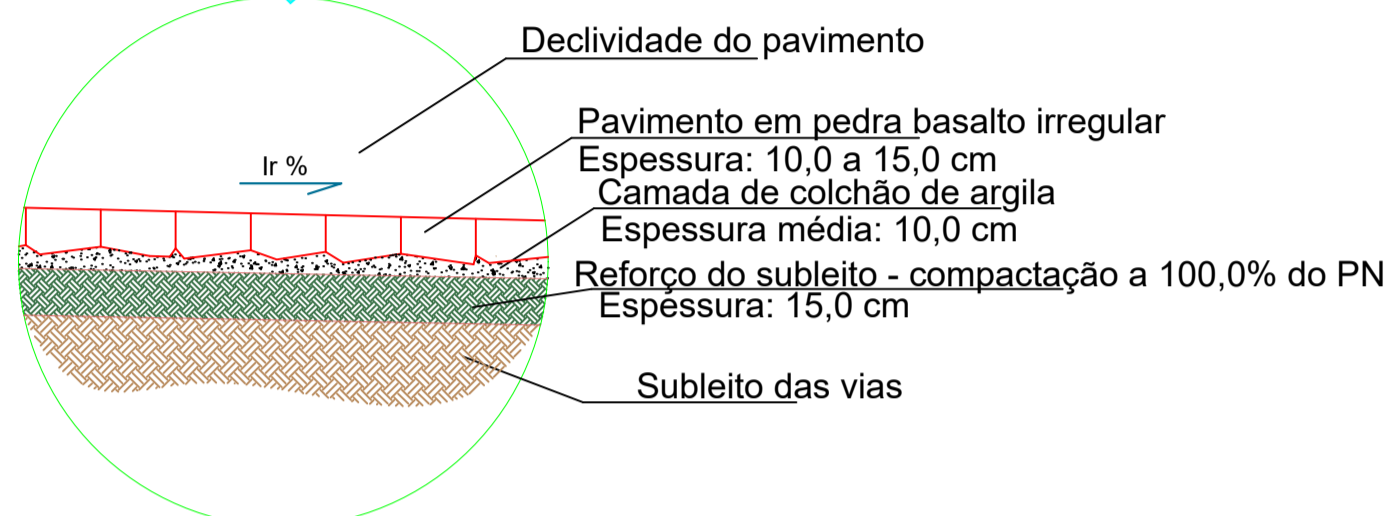 Declividade do pavimento
Ir %
Pavimento em pedra basalto irregular
Espessura: 10,0 a 15,0 cm
Camada de colchão de argila
Espessura média: 10,0 cm
Reforço do subleito - compactação a 100,0% do PN
Espessura: 15,0 cm
Subleito das vias